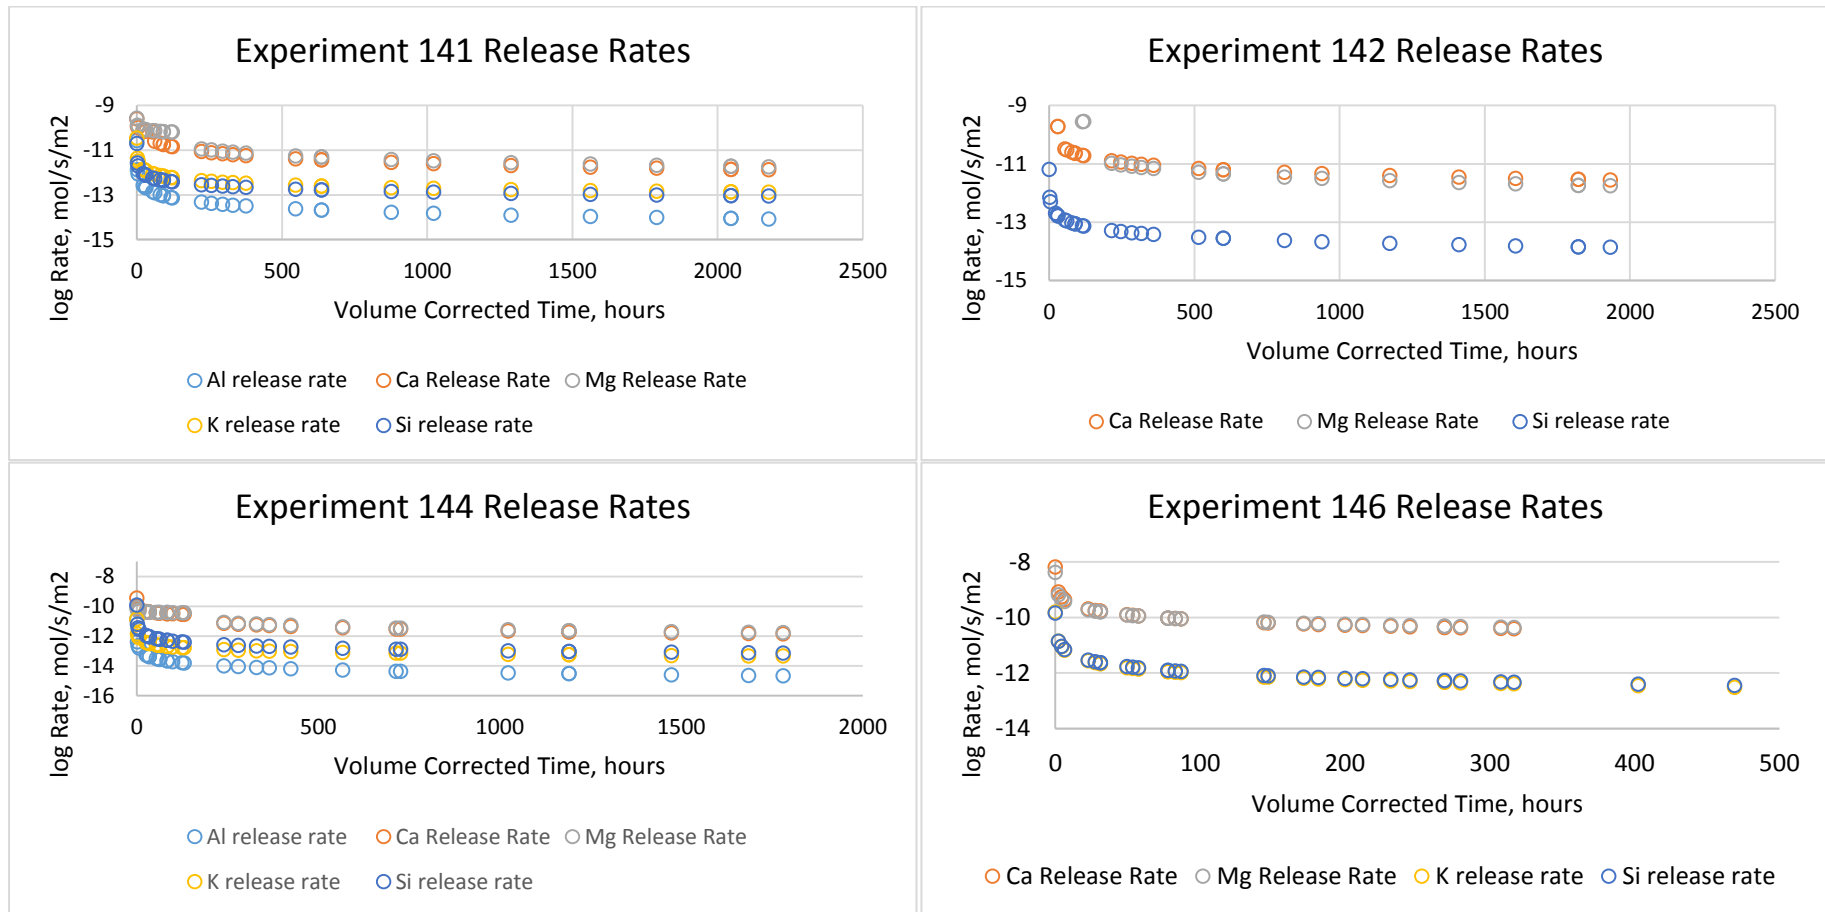 Experiment 141 Release Rates
log Rate, mol/s/m2
-9
-11
-13
-15
0 500 1000 1500 2000 2500
Volume Corrected Time, hours
Al release rate Ca Release Rate Mg Release Rate
K release rate Si release rate
Experiment 142 Release Rates
log Rate, mol/s/m2
-9
-11
-13
-15
0 500 1000 1500 2000 2500
Volume Corrected Time, hours
Ca Release Rate Mg Release Rate Si release rate
Experiment 144 Release Rates
log Rate, mol/s/m2
-8
-10
-12
-14
-16
0 500 1000 1500 2000
Volume Corrected Time, hours
Al release rate Ca Release Rate Mg Release Rate
K release rate Si release rate
Experiment 146 Release Rates
log Rate, mol/s/m2
-8
-10
-12
-14
0 100 200 300 400 500
Volume Corrected Time, hours
Ca Release Rate Mg Release Rate K release rate Si release rate